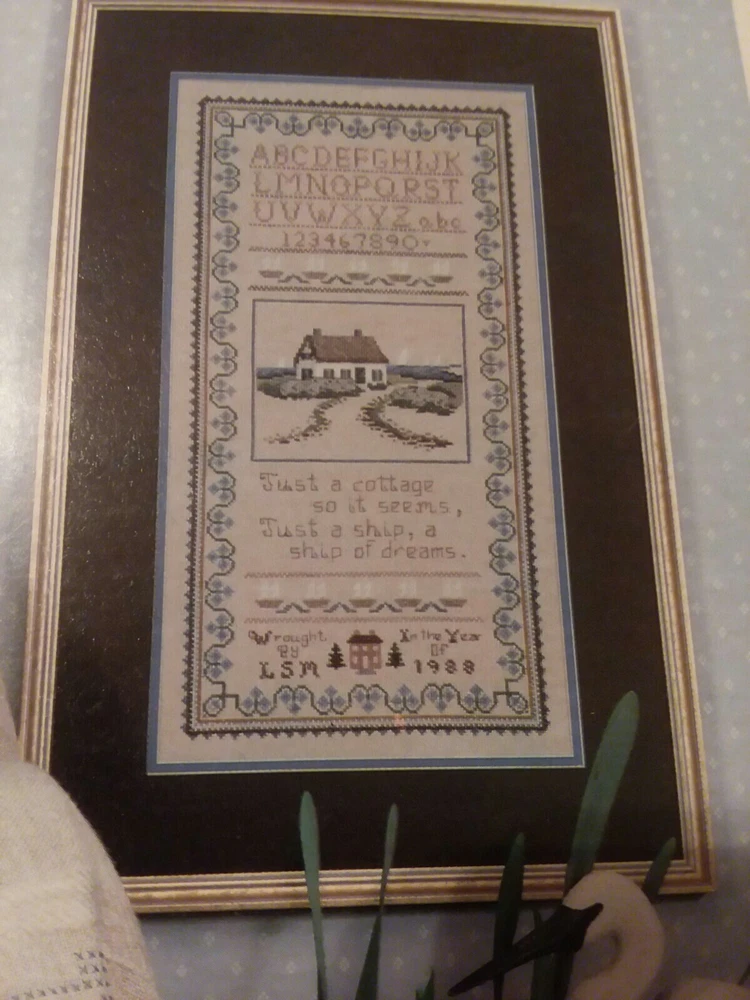 ABCDEFGHIJK
LMNOPQRST
UVWXYZ abc
1234567890
Just a cottage
so it seems,
Just a ship, a
ship of dreams.
Wrought
By
LSM
In the Year
Of
1988